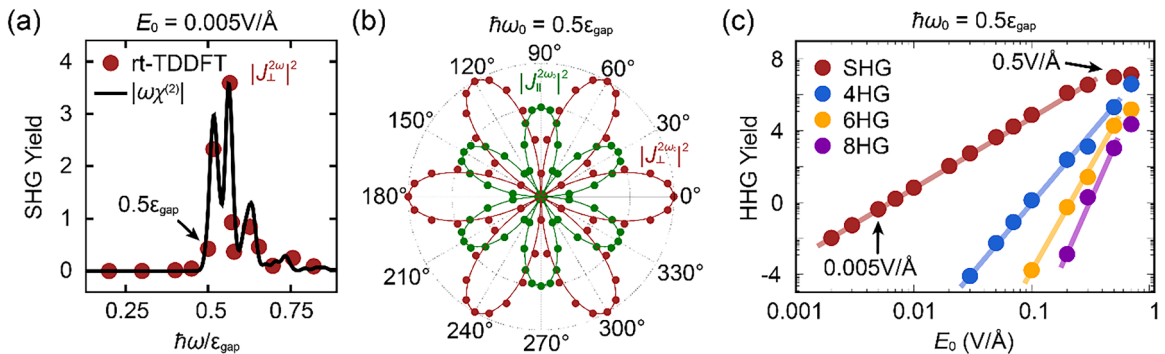 (a)
E₀ = 0.005V/Å
SHG Yield
4
3
2
1
0
rt-TDDFT
|ωχ⁽²⁾|
|J⊥²ω|²
0.5εgap
0.25
0.50
0.75
ħω/εgap
(b)
ħω₀ = 0.5εgap
90°
120°
60°
|J∥²ω₀|²
150°
30°
|J⊥²ω₀|²
180°
0°
210°
330°
240°
300°
270°
(c)
ħω₀ = 0.5εgap
HHG Yield
8
4
0
-4
SHG
4HG
6HG
8HG
0.5V/Å
0.005V/Å
0.001
0.01
0.1
1
E₀ (V/Å)